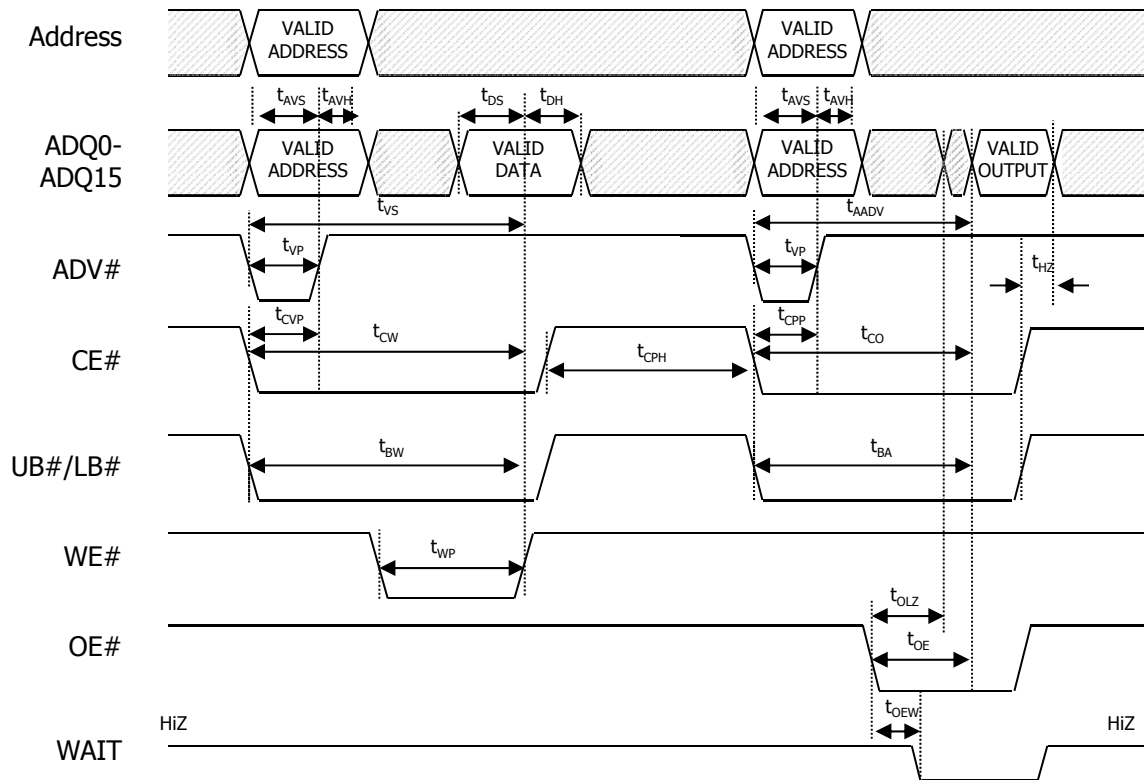 Address
VALID
ADDRESS
VALID
ADDRESS
tAVS
tAVH
tDS
tDH
tAVS
tAVH
ADQ0-
ADQ15
VALID
ADDRESS
VALID
DATA
VALID
ADDRESS
VALID
OUTPUT
tVS
tAADV
ADV#
tVP
tVP
tHZ
tCVP
tCPP
CE#
tCW
tCPH
tCO
UB#/LB#
tBW
tBA
WE#
tWP
tOLZ
OE#
tOE
tOEW
HiZ
HiZ
WAIT